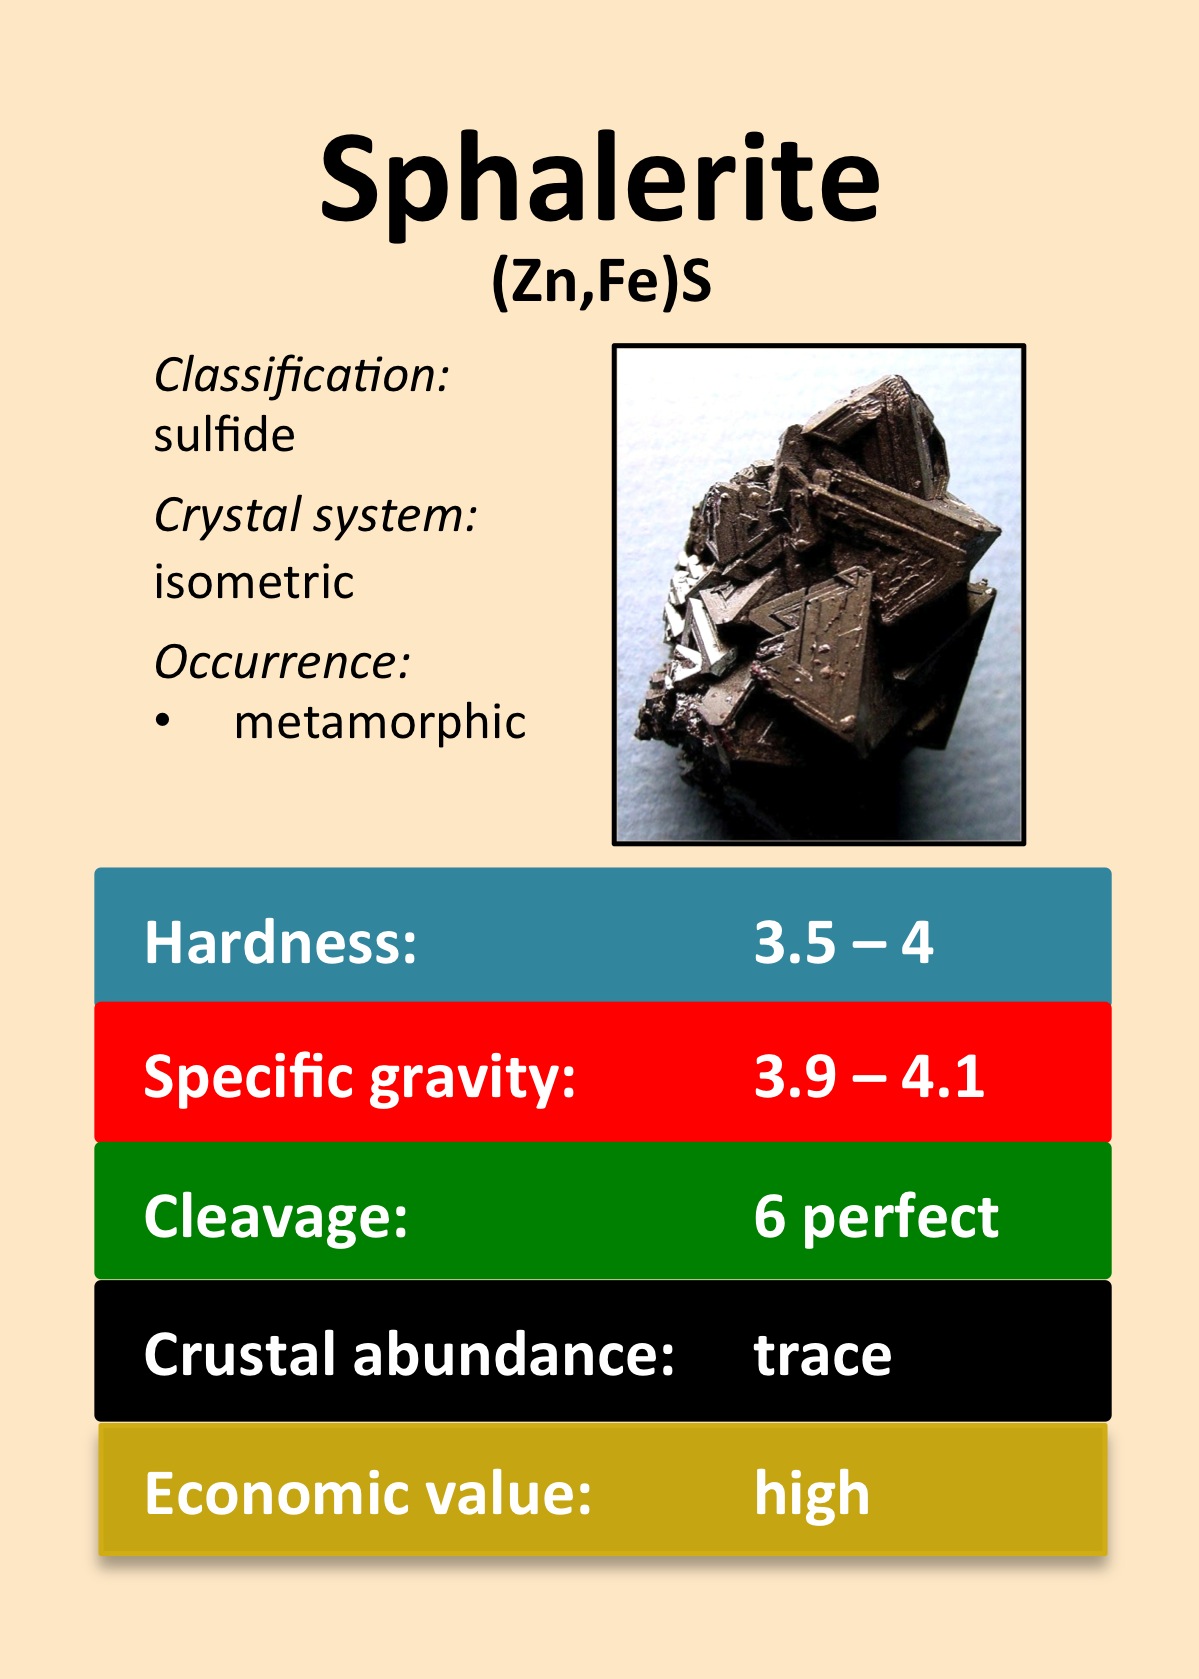 Sphalerite
(Zn,Fe)S
Classification:
sulfide
Crystal system:
isometric
Occurrence:
• metamorphic
Hardness: 3.5 – 4
Specific gravity: 3.9 – 4.1
Cleavage: 6 perfect
Crustal abundance: trace
Economic value: high